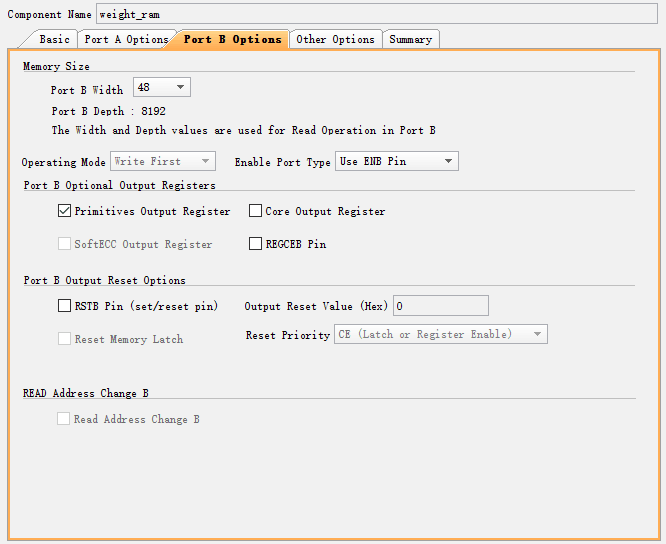 Component Name weight_ram
Basic Port A Options Port B Options Other Options Summary
Memory Size
Port B Width 48
Port B Depth : 8192
The Width and Depth values are used for Read Operation in Port B
Operating Mode Write First Enable Port Type Use ENB Pin
Port B Optional Output Registers
Primitives Output Register Core Output Register
SoftECC Output Register REGCEB Pin
Port B Output Reset Options
RSTB Pin (set/reset pin) Output Reset Value (Hex) 0
Reset Memory Latch Reset Priority CE (Latch or Register Enable)
READ Address Change B
Read Address Change B